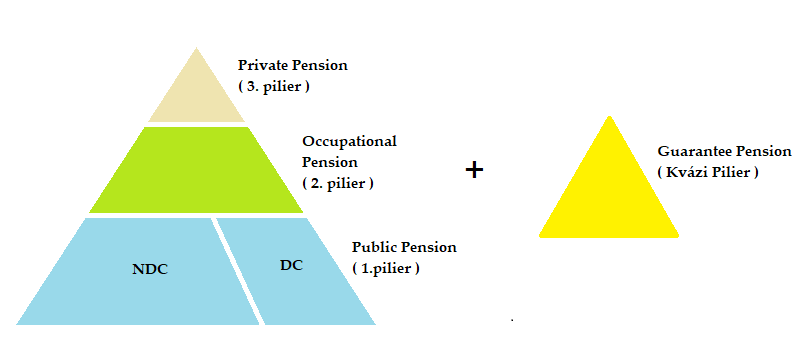 Private Pension
( 3. pilier )
Occupational
Pension
( 2. pilier )
+
Guarantee Pension
( Kvázi Pilier )
Public Pension
( 1.pilier )
NDC
DC
.